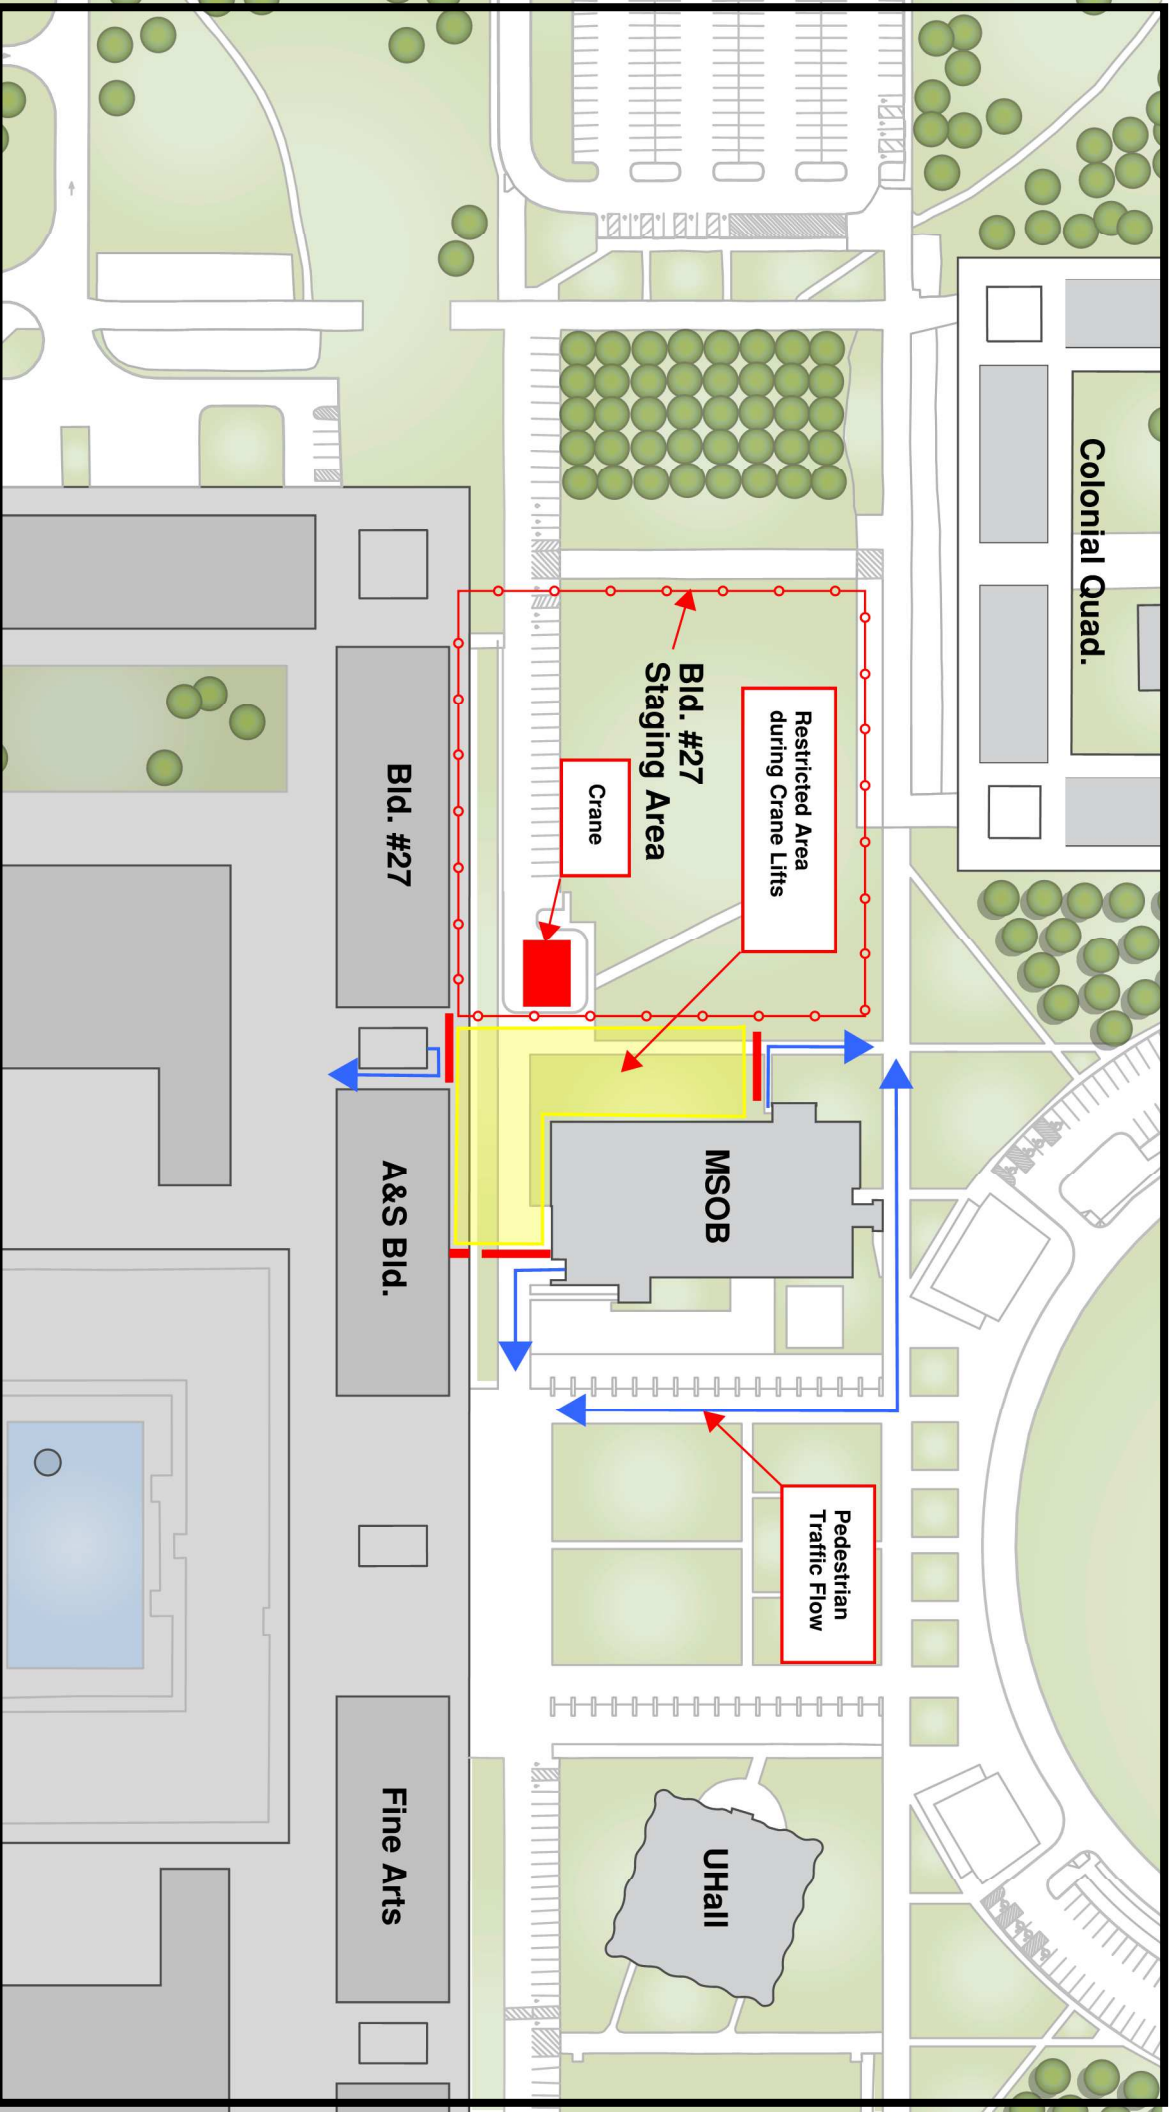 Colonial Quad.
Bld. #27
Staging Area
Restricted Area
during Crane Lifts
Crane
Bld. #27
MSOB
A&S Bld.
Pedestrian
Traffic Flow
UHall
Fine Arts